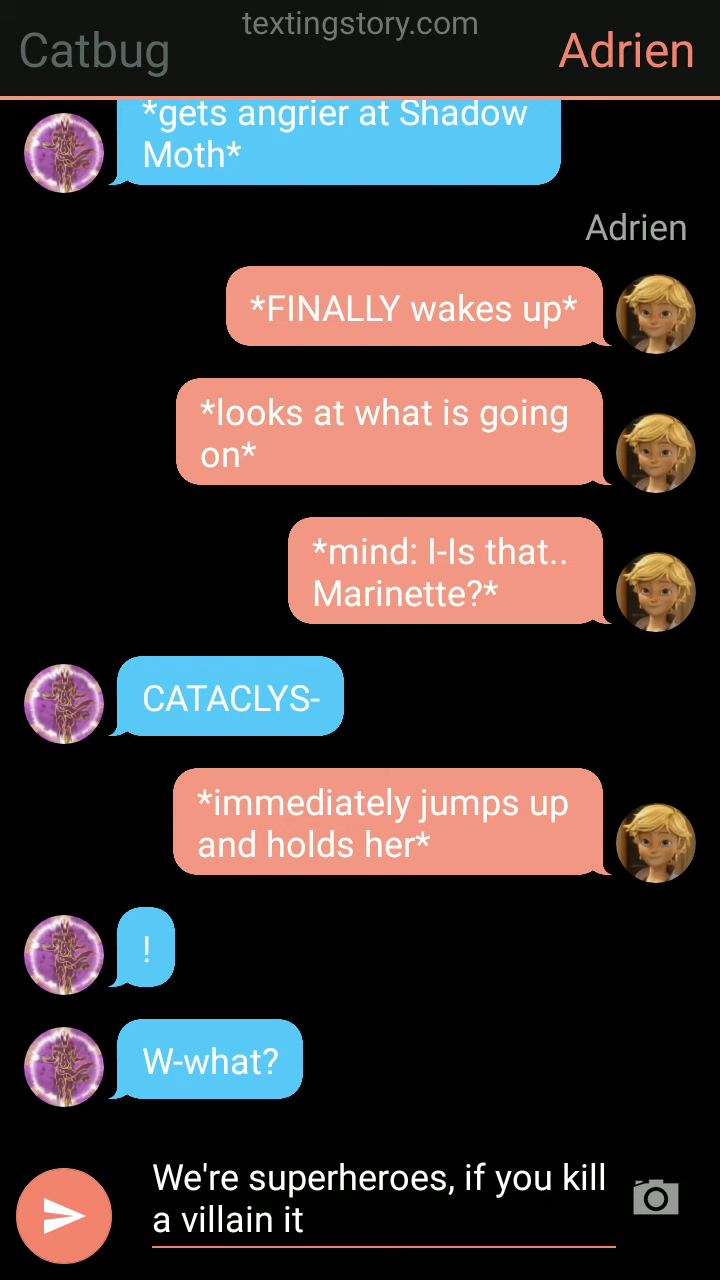 textingstory.com
Catbug
Adrien
*gets angrier at Shadow
Moth*
Adrien
*FINALLY wakes up*
*looks at what is going
on*
*mind: I-Is that..
Marinette?*
CATACLYS-
*immediately jumps up
and holds her*
!
W-what?
We're superheroes, if you kill
a villain it